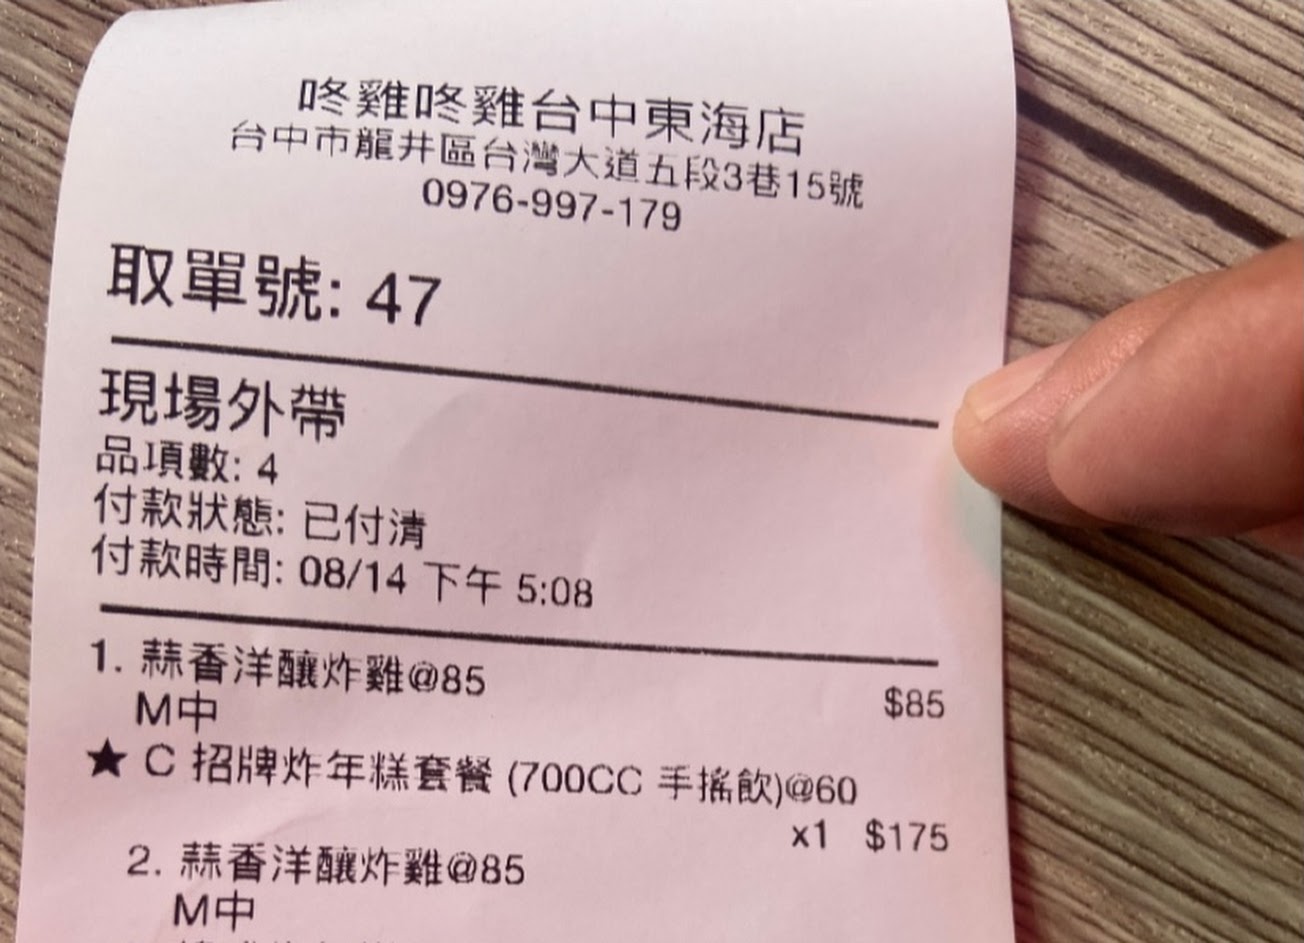 咚雞咚雞台中東海店
台中市龍井區台灣大道五段3巷15號
0976-997-179
取單號: 47
現場外帶
品項數: 4
付款狀態: 已付清
付款時間: 08/14 下午 5:08
1. 蒜香洋釀炸雞@85 $85
M中
★ C 招牌炸年糕套餐 (700CC 手搖飲)@60
x1 $175
2. 蒜香洋釀炸雞@85
M中